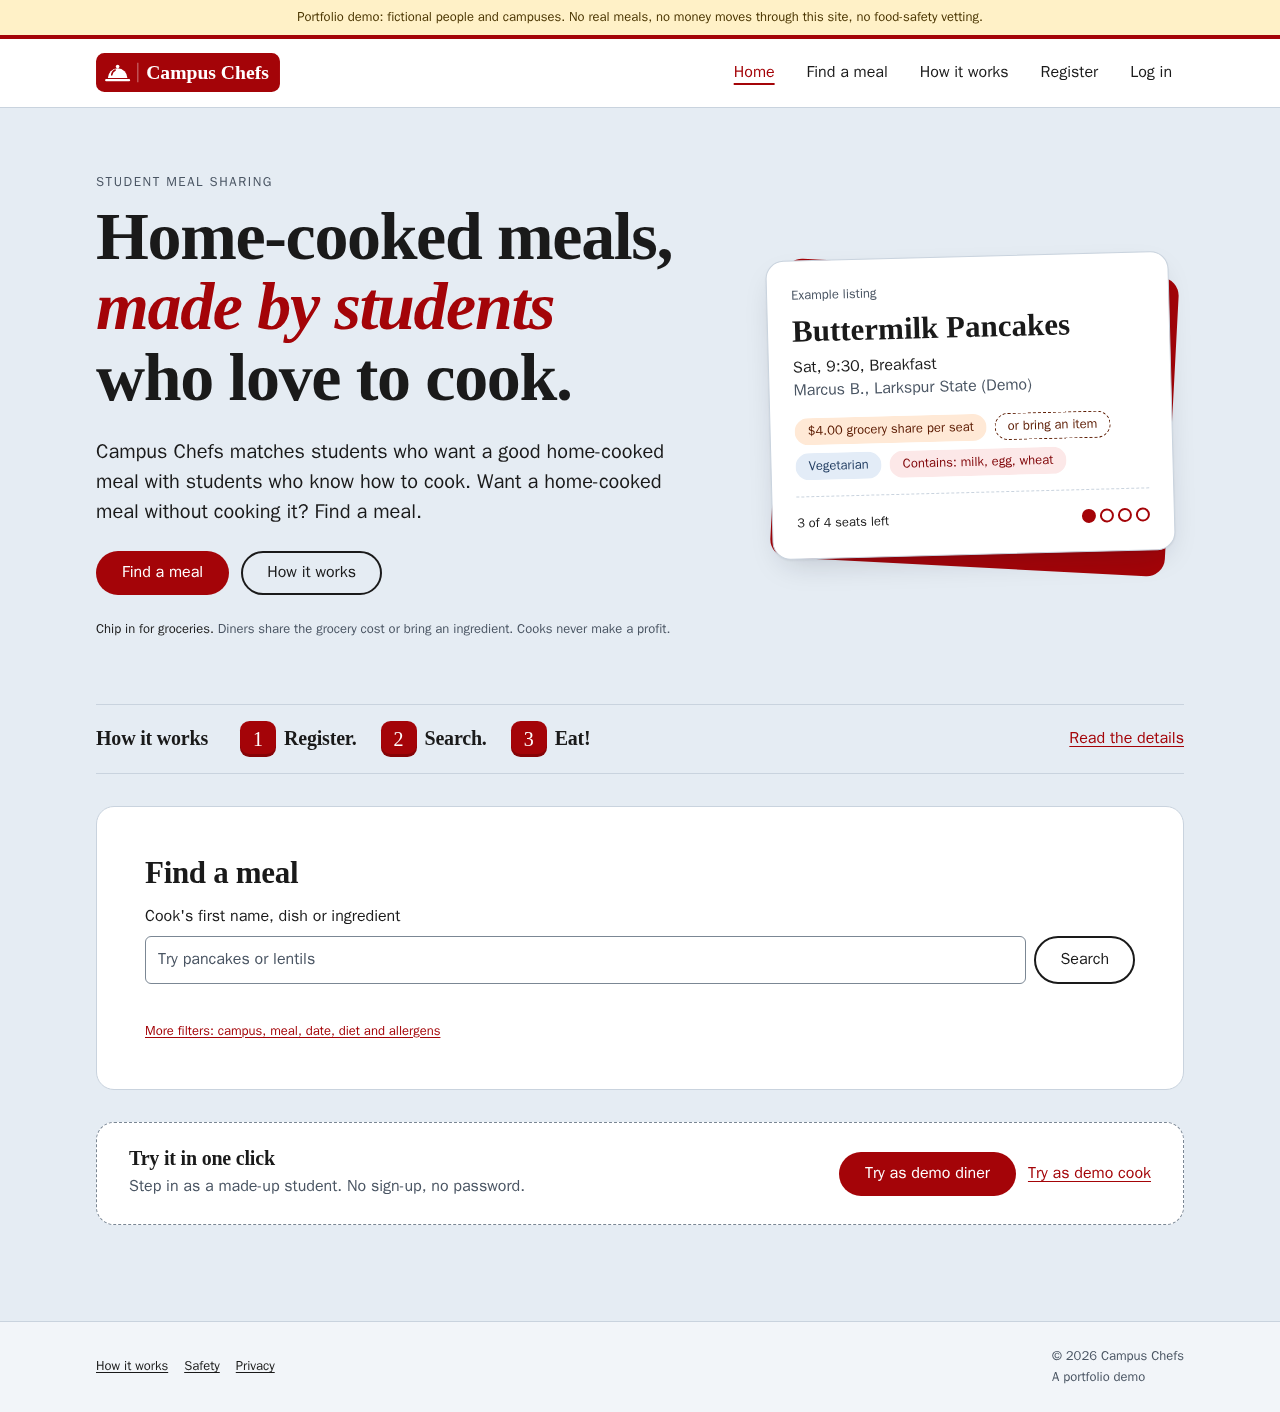 Portfolio demo: fictional people and campuses. No real meals, no money moves through this site, no food-safety vetting.
Campus Chefs
Home
Find a meal
How it works
Register
Log in
STUDENT MEAL SHARING
Home-cooked meals,
made by students
who love to cook.
Campus Chefs matches students who want a good home-cooked
meal with students who know how to cook. Want a home-cooked
meal without cooking it? Find a meal.
Find a meal
How it works
Chip in for groceries. Diners share the grocery cost or bring an ingredient. Cooks never make a profit.
Example listing
Buttermilk Pancakes
Sat, 9:30, Breakfast
Marcus B., Larkspur State (Demo)
$4.00 grocery share per seat
or bring an item
Vegetarian
Contains: milk, egg, wheat
3 of 4 seats left
How it works
1 Register.
2 Search.
3 Eat!
Read the details
Find a meal
Cook's first name, dish or ingredient
Try pancakes or lentils
Search
More filters: campus, meal, date, diet and allergens
Try it in one click
Step in as a made-up student. No sign-up, no password.
Try as demo diner
Try as demo cook
How it works
Safety
Privacy
© 2026 Campus Chefs
A portfolio demo